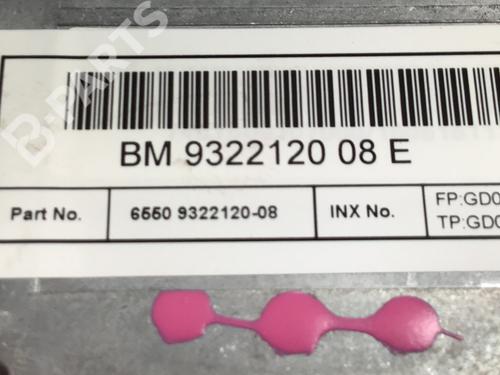 BM 9322120 08 E
Part No. 6550 9322120-08 INX No. FP:GD0
TP:GD0
B-PARTS